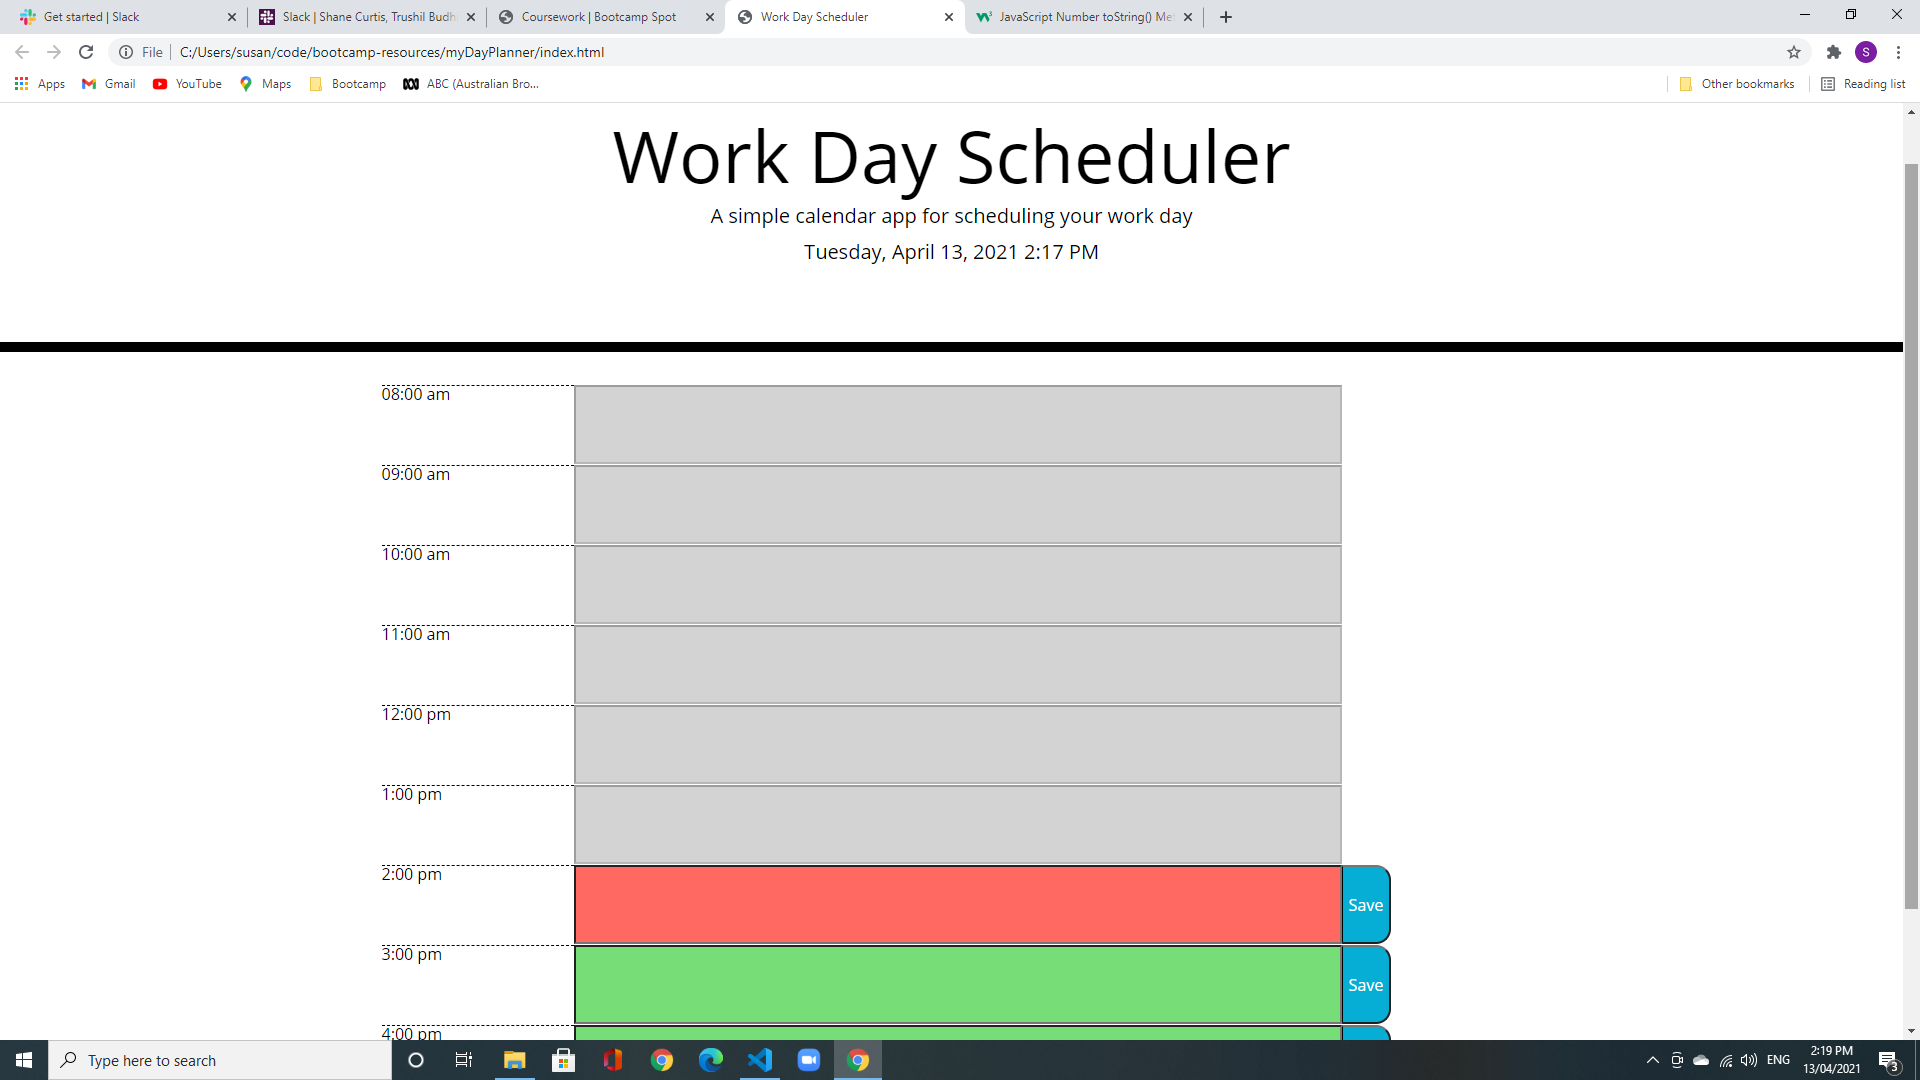 Get started | Slack
Slack | Shane Curtis, Trushil Budh
Coursework | Bootcamp Spot
Work Day Scheduler
JavaScript Number toString() Me
File
C:/Users/susan/code/bootcamp-resources/myDayPlanner/index.html
S
Apps
Gmail
YouTube
Maps
Bootcamp
ABC (Australian Bro...
Other bookmarks
Reading list
Work Day Scheduler
A simple calendar app for scheduling your work day
Tuesday, April 13, 2021 2:17 PM
08:00 am
09:00 am
10:00 am
11:00 am
12:00 pm
1:00 pm
2:00 pm
Save
3:00 pm
Save
4:00 pm
Type here to search
ENG
2:19 PM
13/04/2021
3